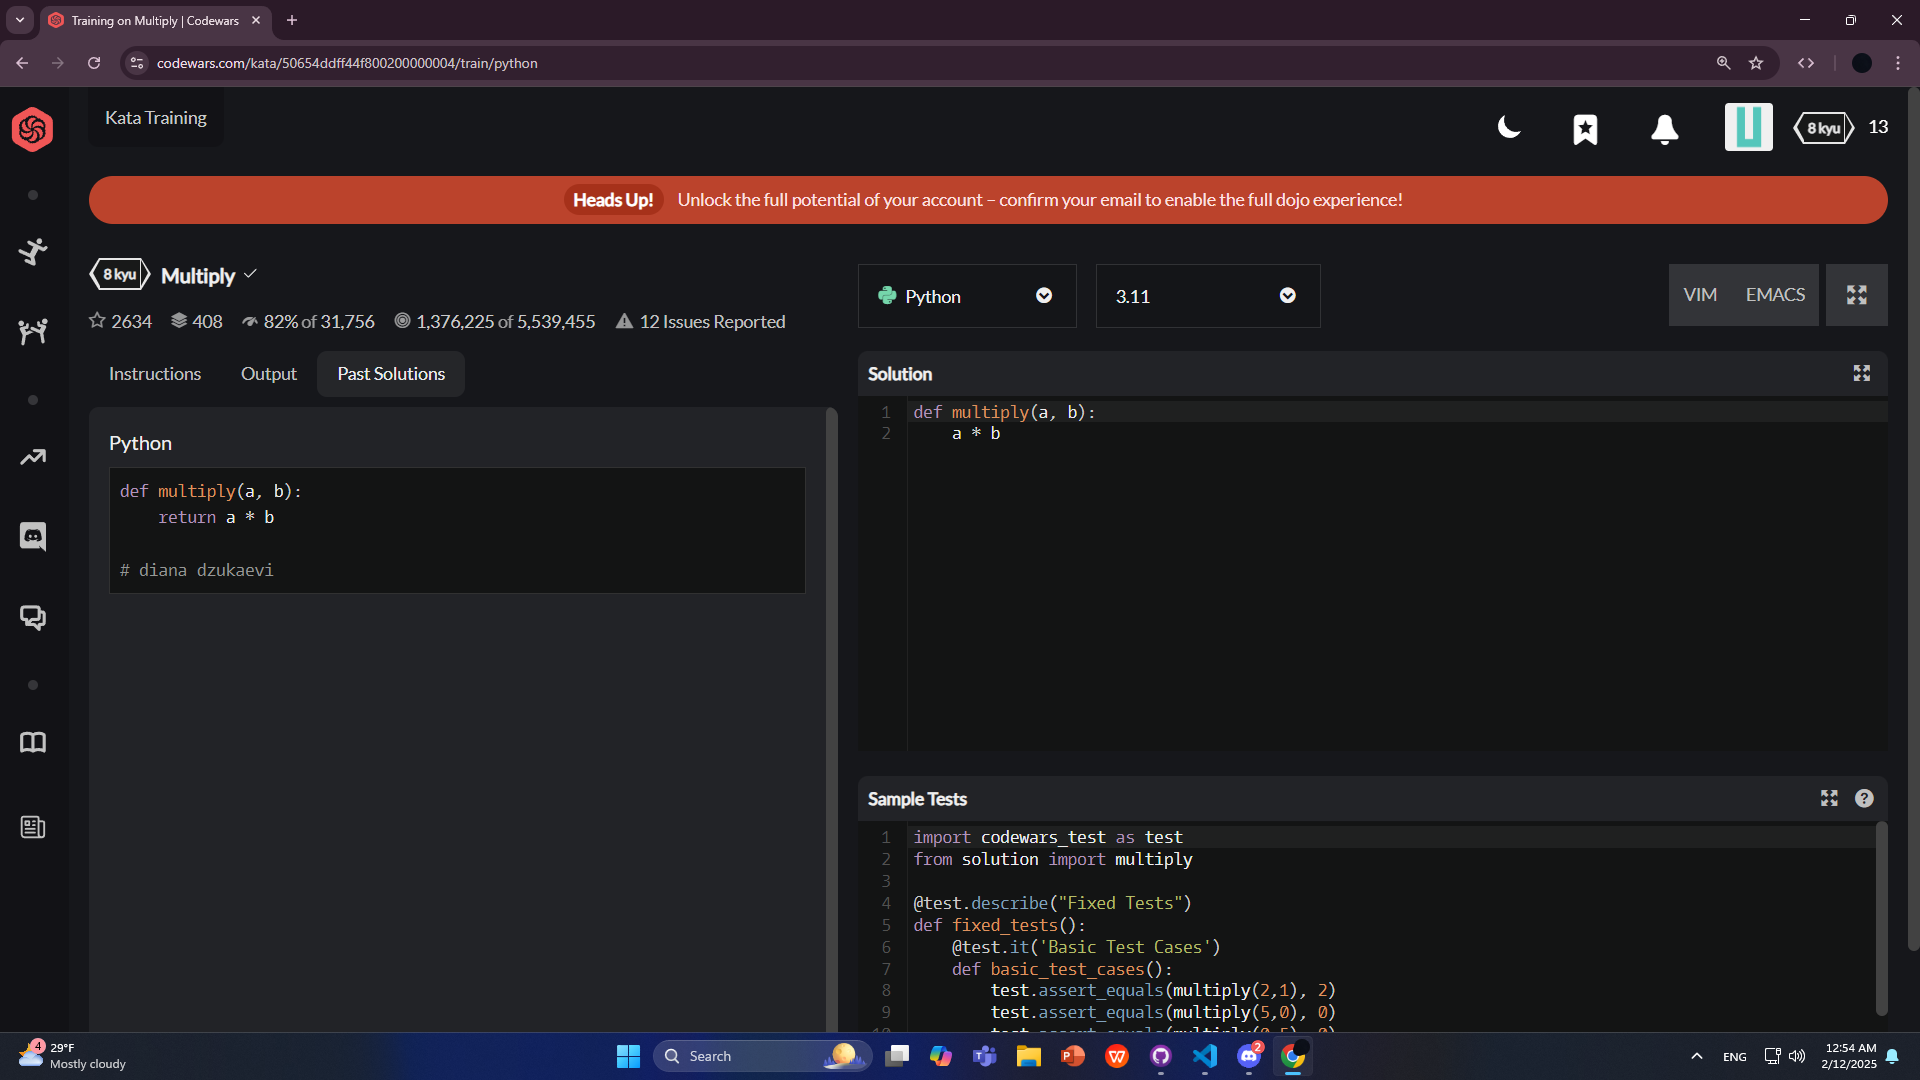 Training on Multiply | Codewars
codewars.com/kata/50654ddff44f800200000004/train/python
Kata Training
8 kyu
13
Heads Up! Unlock the full potential of your account – confirm your email to enable the full dojo experience!
8 kyu Multiply
2634 408 82% of 31,756 1,376,225 of 5,539,455 12 Issues Reported
Python
3.11
VIM EMACS
Instructions Output Past Solutions
Python
def multiply(a, b):
    return a * b
# diana dzukaevi
Solution
1 def multiply(a, b):
2     a * b
Sample Tests
1 import codewars_test as test
2 from solution import multiply
3
4 @test.describe("Fixed Tests")
5 def fixed_tests():
6     @test.it('Basic Test Cases')
7     def basic_test_cases():
8         test.assert_equals(multiply(2,1), 2)
9         test.assert_equals(multiply(5,0), 0)
4
29°F
Mostly cloudy
Search
2
ENG
12:54 AM
2/12/2025